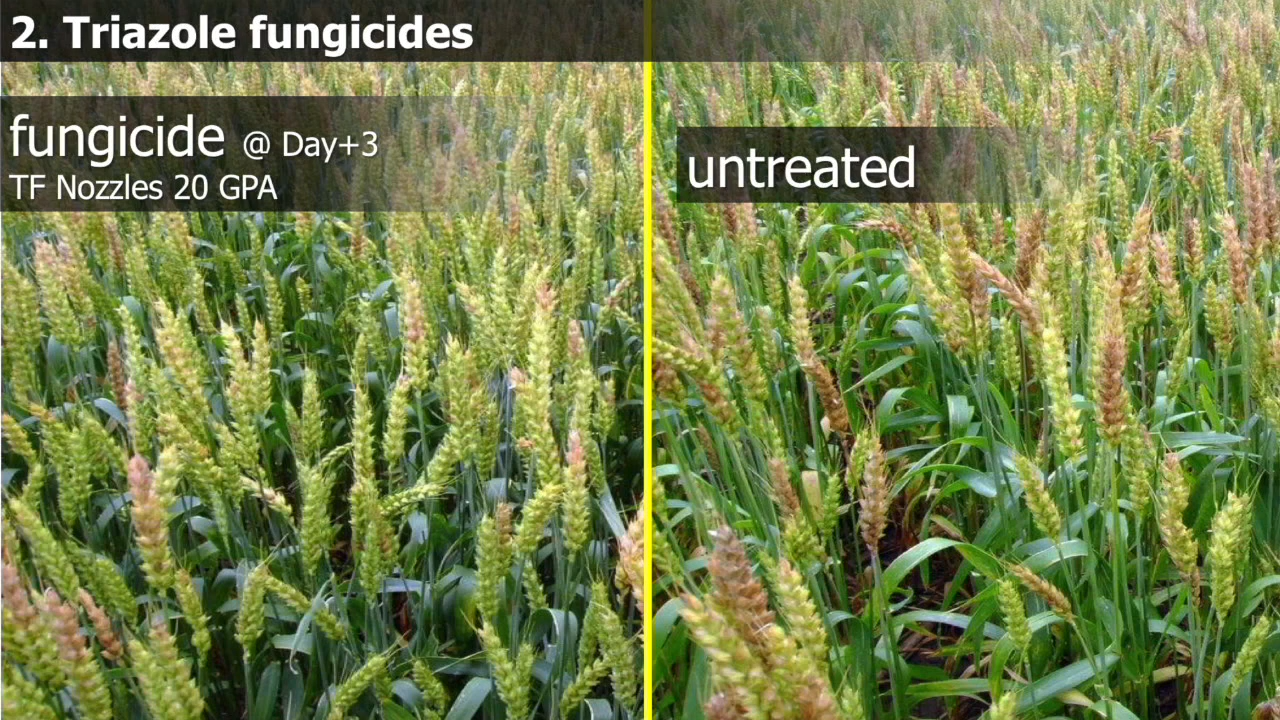 2. Triazole fungicides
fungicide @ Day+3
TF Nozzles 20 GPA
untreated